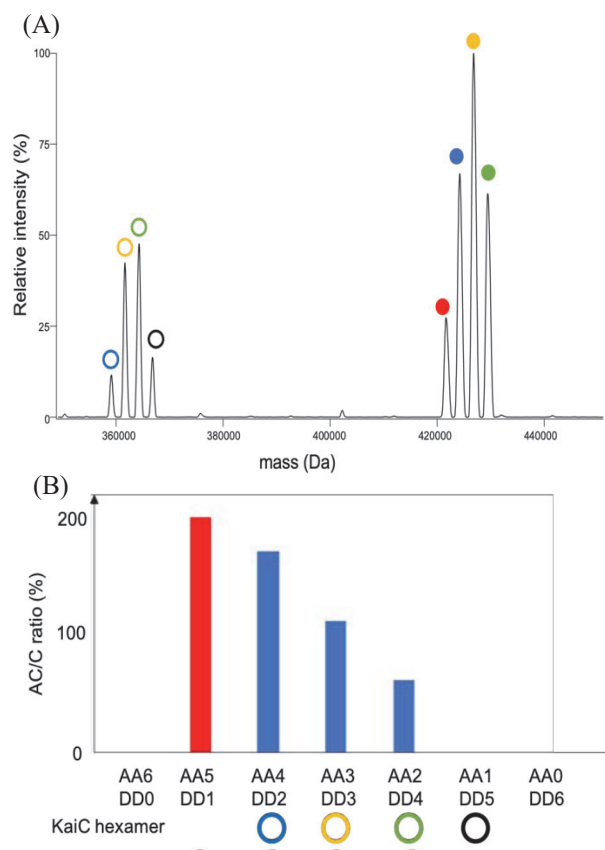 (A)
Relative intensity (%)
100
75
50
25
0
360000 380000 400000 420000 440000
mass (Da)
(B)
AC/C ratio (%)
200
100
0
AA6 AA5 AA4 AA3 AA2 AA1 AA0
DD0 DD1 DD2 DD3 DD4 DD5 DD6
KaiC hexamer